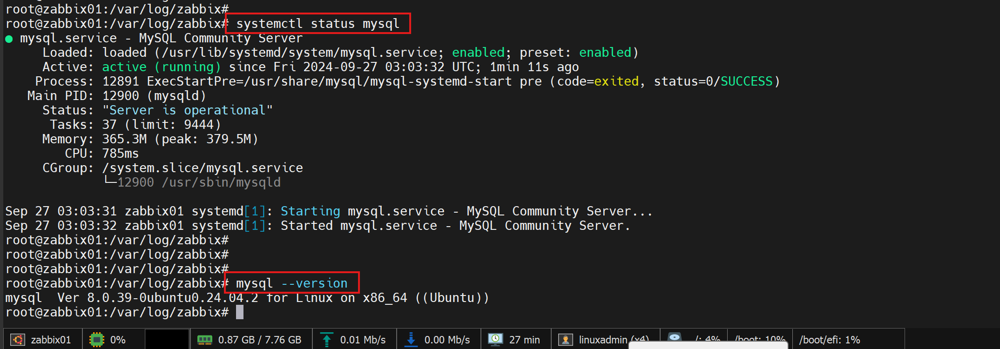 root@zabbix01:/var/log/zabbix#
root@zabbix01:/var/log/zabbix# systemctl status mysql
● mysql.service - MySQL Community Server
     Loaded: loaded (/usr/lib/systemd/system/mysql.service; enabled; preset: enabled)
     Active: active (running) since Fri 2024-09-27 03:03:32 UTC; 1min 11s ago
    Process: 12891 ExecStartPre=/usr/share/mysql/mysql-systemd-start pre (code=exited, status=0/SUCCESS)
   Main PID: 12900 (mysqld)
     Status: "Server is operational"
      Tasks: 37 (limit: 9444)
     Memory: 365.3M (peak: 379.5M)
        CPU: 785ms
     CGroup: /system.slice/mysql.service
             └─12900 /usr/sbin/mysqld

Sep 27 03:03:31 zabbix01 systemd[1]: Starting mysql.service - MySQL Community Server...
Sep 27 03:03:32 zabbix01 systemd[1]: Started mysql.service - MySQL Community Server.
root@zabbix01:/var/log/zabbix#
root@zabbix01:/var/log/zabbix#
root@zabbix01:/var/log/zabbix#
root@zabbix01:/var/log/zabbix# mysql --version
mysql  Ver 8.0.39-0ubuntu0.24.04.2 for Linux on x86_64 ((Ubuntu))
root@zabbix01:/var/log/zabbix#
zabbix01 0% 0.87 GB / 7.76 GB 0.01 Mb/s 0.00 Mb/s 27 min linuxadmin (x4) /: 4% /boot: 10% /boot/efi: 1%